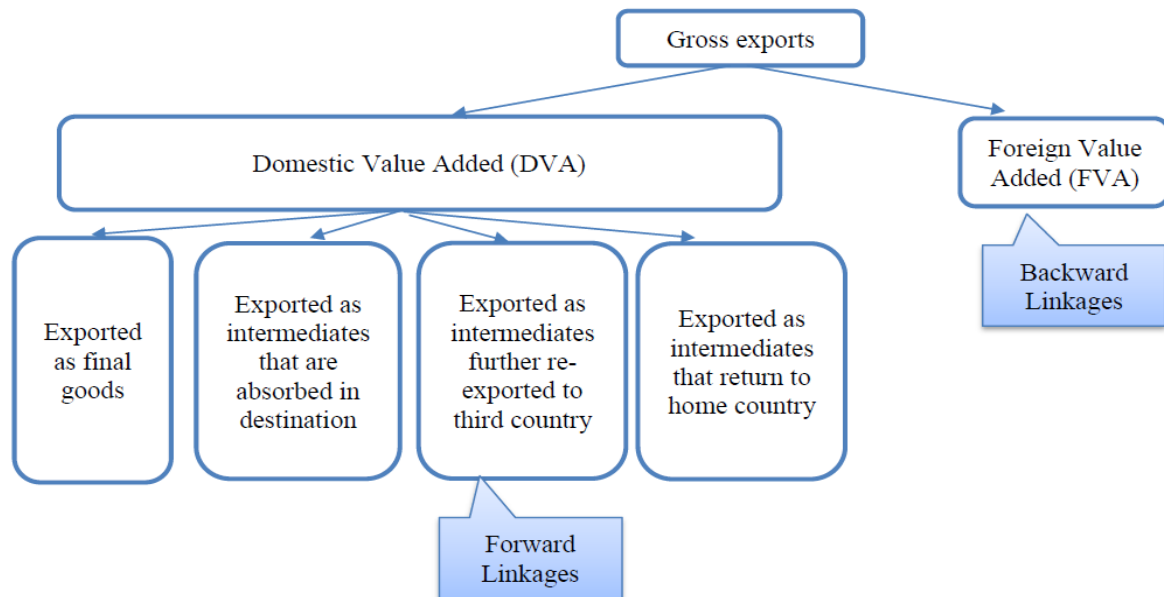 Gross exports
Domestic Value Added (DVA)
Foreign Value
Added (FVA)
Backward
Linkages
Exported
as final
goods
Exported as
intermediates
that are
absorbed in
destination
Exported as
intermediates
further re-
exported to
third country
Exported as
intermediates
that return to
home country
Forward
Linkages